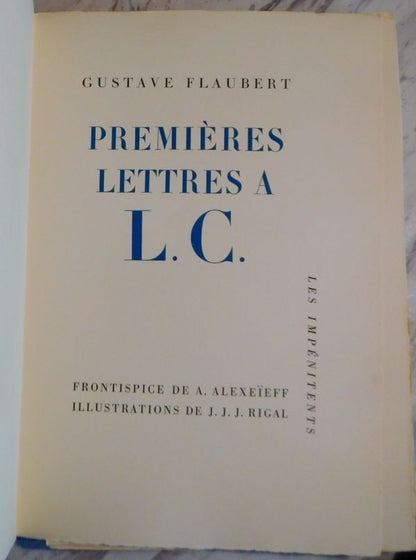 GUSTAVE FLAUBERT
PREMIÈRES
LETTRES A
L. C.
LES IMPÉNITENTS
FRONTISPICE DE A. ALEXEÏEFF
ILLUSTRATIONS DE J. J. J. RIGAL